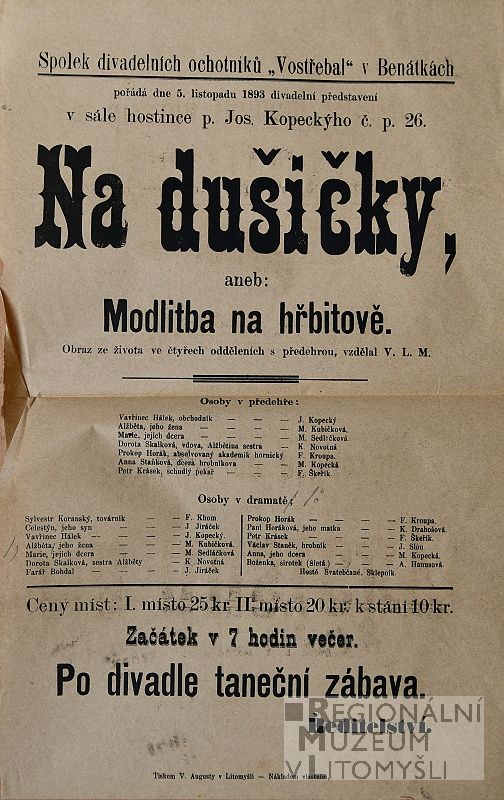 Spolek divadelních ochotníků „Vostřebal“ v Benátkách
pořádá dne 5. listopadu 1893 divadelní představení
v sále hostince p. Jos. Kopeckýho č. p. 26.
Na dušičky,
aneb:
Modlitba na hřbitově.
Obraz ze života ve čtyřech odděleních s předehrou, vzdělal V. L. M.
Osoby v předehře:
Vavřinec Hálek, obchodník — — — J. Kopecký
Alžběta, jeho žena — — — — M. Kubíčková.
Marie, jejich dcera — — — — M. Sedláčková
Dorota Skalková, vdova, Alžbětina sestra — K. Novotná
Prokop Horák, absolvovaný akademik hornický — F. Kroupa.
Anna Staňková, dcera hrobníkova — — M. Kopecká
Petr Krásek, schudlý pekař — — — F. Škeřík.
Osoby v dramatě:
Sylvestr Koranský, továrník — — F. Khom.
Celestýn, jeho syn — — — J. Jiráček
Vavřinec Hálek — — — J. Kopecký
Alžběta, jeho žena — — — M. Kubíčková.
Marie, jejich dcera — — — M. Sedláčková
Dorota Skalková, sestra Alžběty — K. Novotná
Farář Bohdal — — — J. Jiráček.
Prokop Horák — — — — F. Kroupa.
Paní Horáková, jeho matka — — K. Drahošová.
Petr Krásek — — — — F. Škeřík.
Václav Staněk, hrobník — — — J. Slon
Anna, jeho dcera — — — — M. Kopecká.
Boženka, sirotek (6letá) — — — A. Hanusová.
Hosté Svatebčané. Sklepník.
Ceny míst: I. místo 25 kr. II. místo 20 kr. k stání 10 kr.
Začátek v 7 hodin večer.
Po divadle taneční zábava.
Ředitelství.
Tiskem V. Augusty v Litomyšli — Nákladem vlastním.
REGIONÁLNÍ
MUZEUM
V LITOMYŠLI